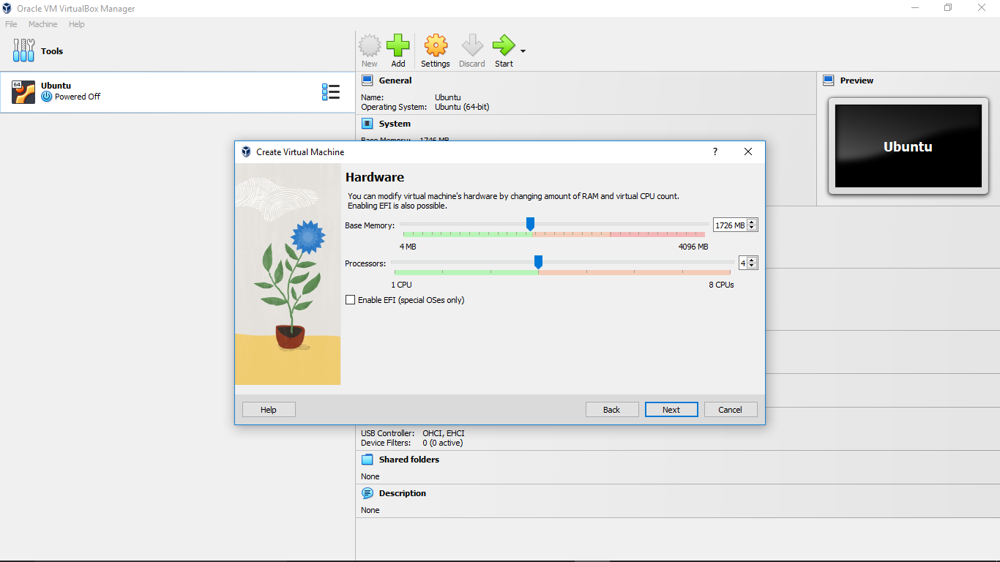 Oracle VM VirtualBox Manager
File Machine Help
Tools
New Add Settings Discard Start
64
Ubuntu
Powered Off
General
Name: Ubuntu
Operating System: Ubuntu (64-bit)
System
Base Memory: 1746 MB
Preview
Ubuntu
Create Virtual Machine ?
Hardware
You can modify virtual machine's hardware by changing amount of RAM and virtual CPU count.
Enabling EFI is also possible.
Base Memory: 1726 MB
4 MB 4096 MB
Processors: 4
1 CPU 8 CPUs
Enable EFI (special OSes only)
Help Back Next Cancel
USB Controller: OHCI, EHCI
Device Filters: 0 (0 active)
Shared folders
None
Description
None